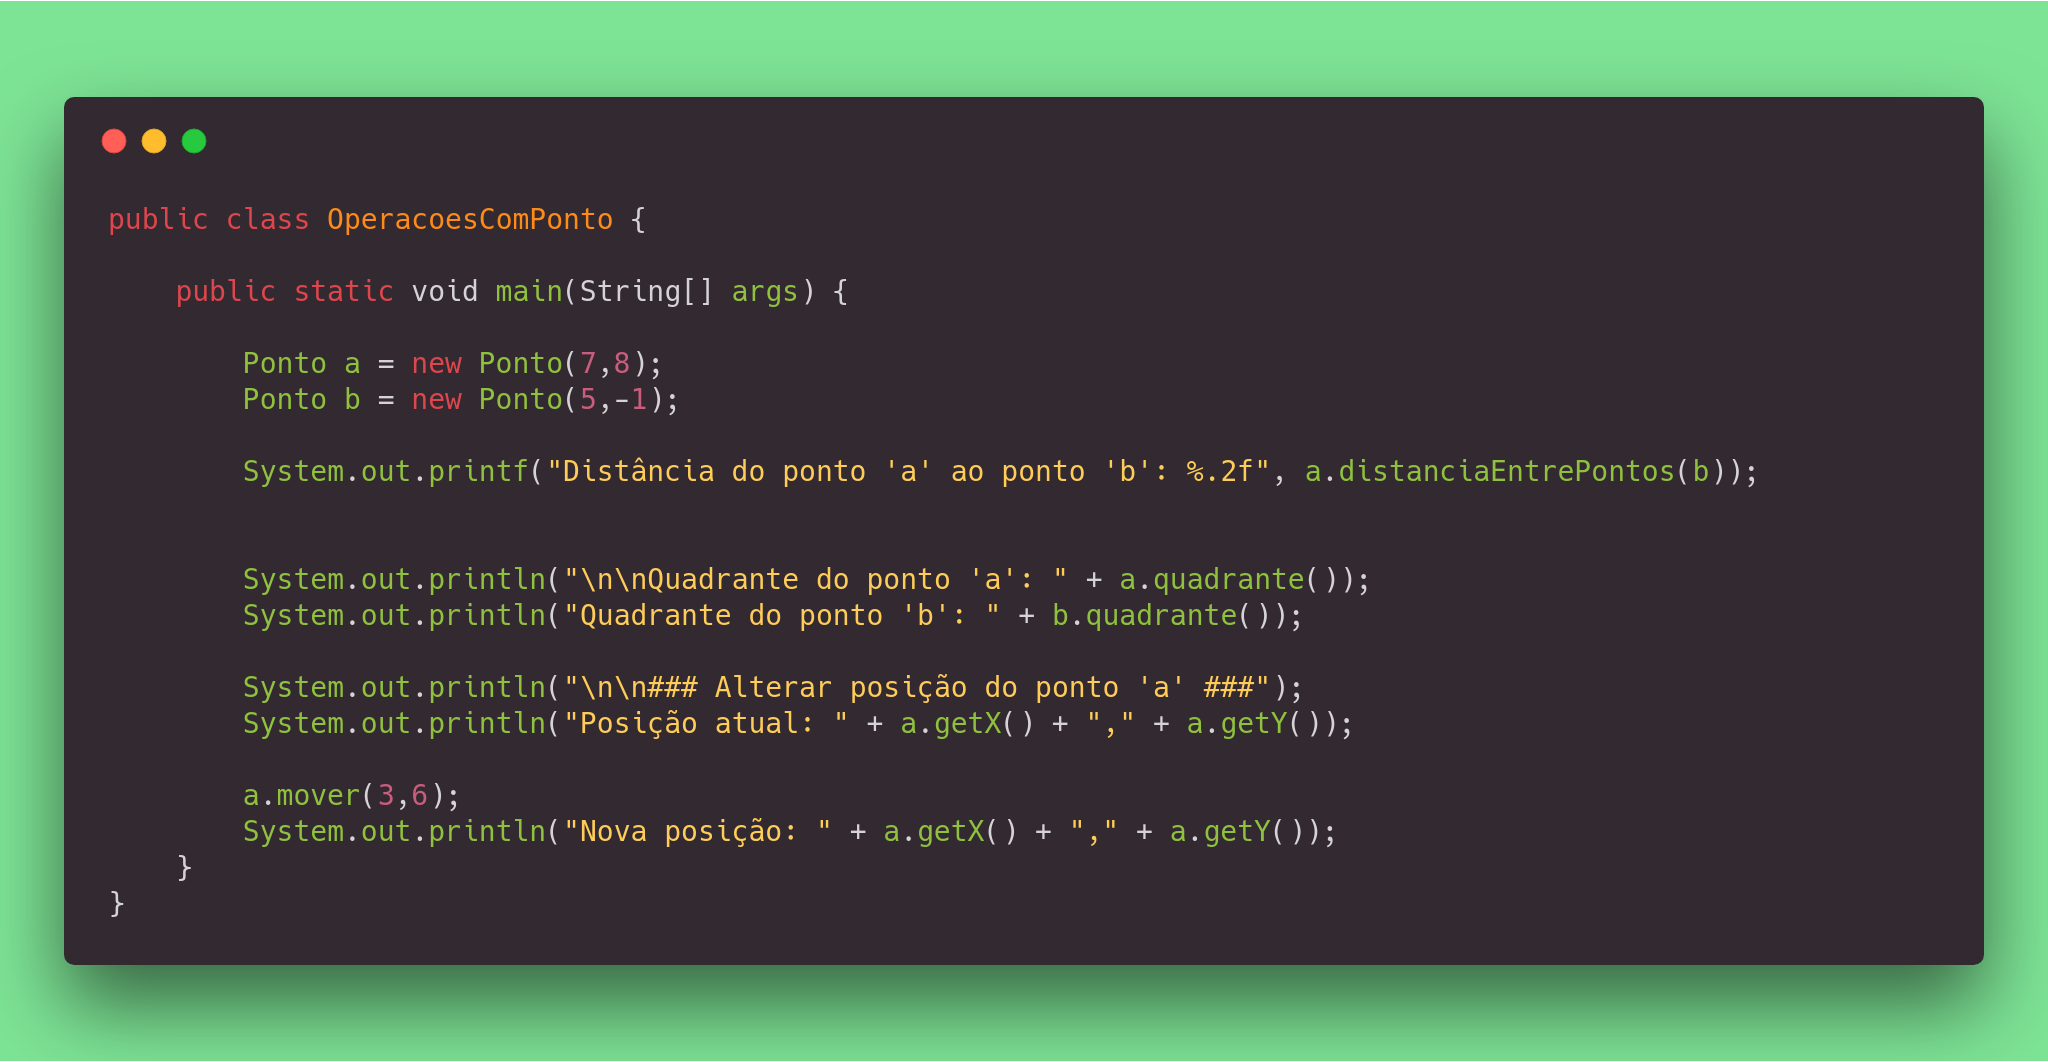 public class OperacoesComPonto {
    public static void main(String[] args) {
        Ponto a = new Ponto(7,8);
        Ponto b = new Ponto(5,-1);
        System.out.printf("Distância do ponto 'a' ao ponto 'b': %.2f", a.distanciaEntrePontos(b));
        System.out.println("\n\nQuadrante do ponto 'a': " + a.quadrante());
        System.out.println("Quadrante do ponto 'b': " + b.quadrante());
        System.out.println("\n\n### Alterar posição do ponto 'a' ###");
        System.out.println("Posição atual: " + a.getX() + "," + a.getY());
        a.mover(3,6);
        System.out.println("Nova posição: " + a.getX() + "," + a.getY());
    }
}